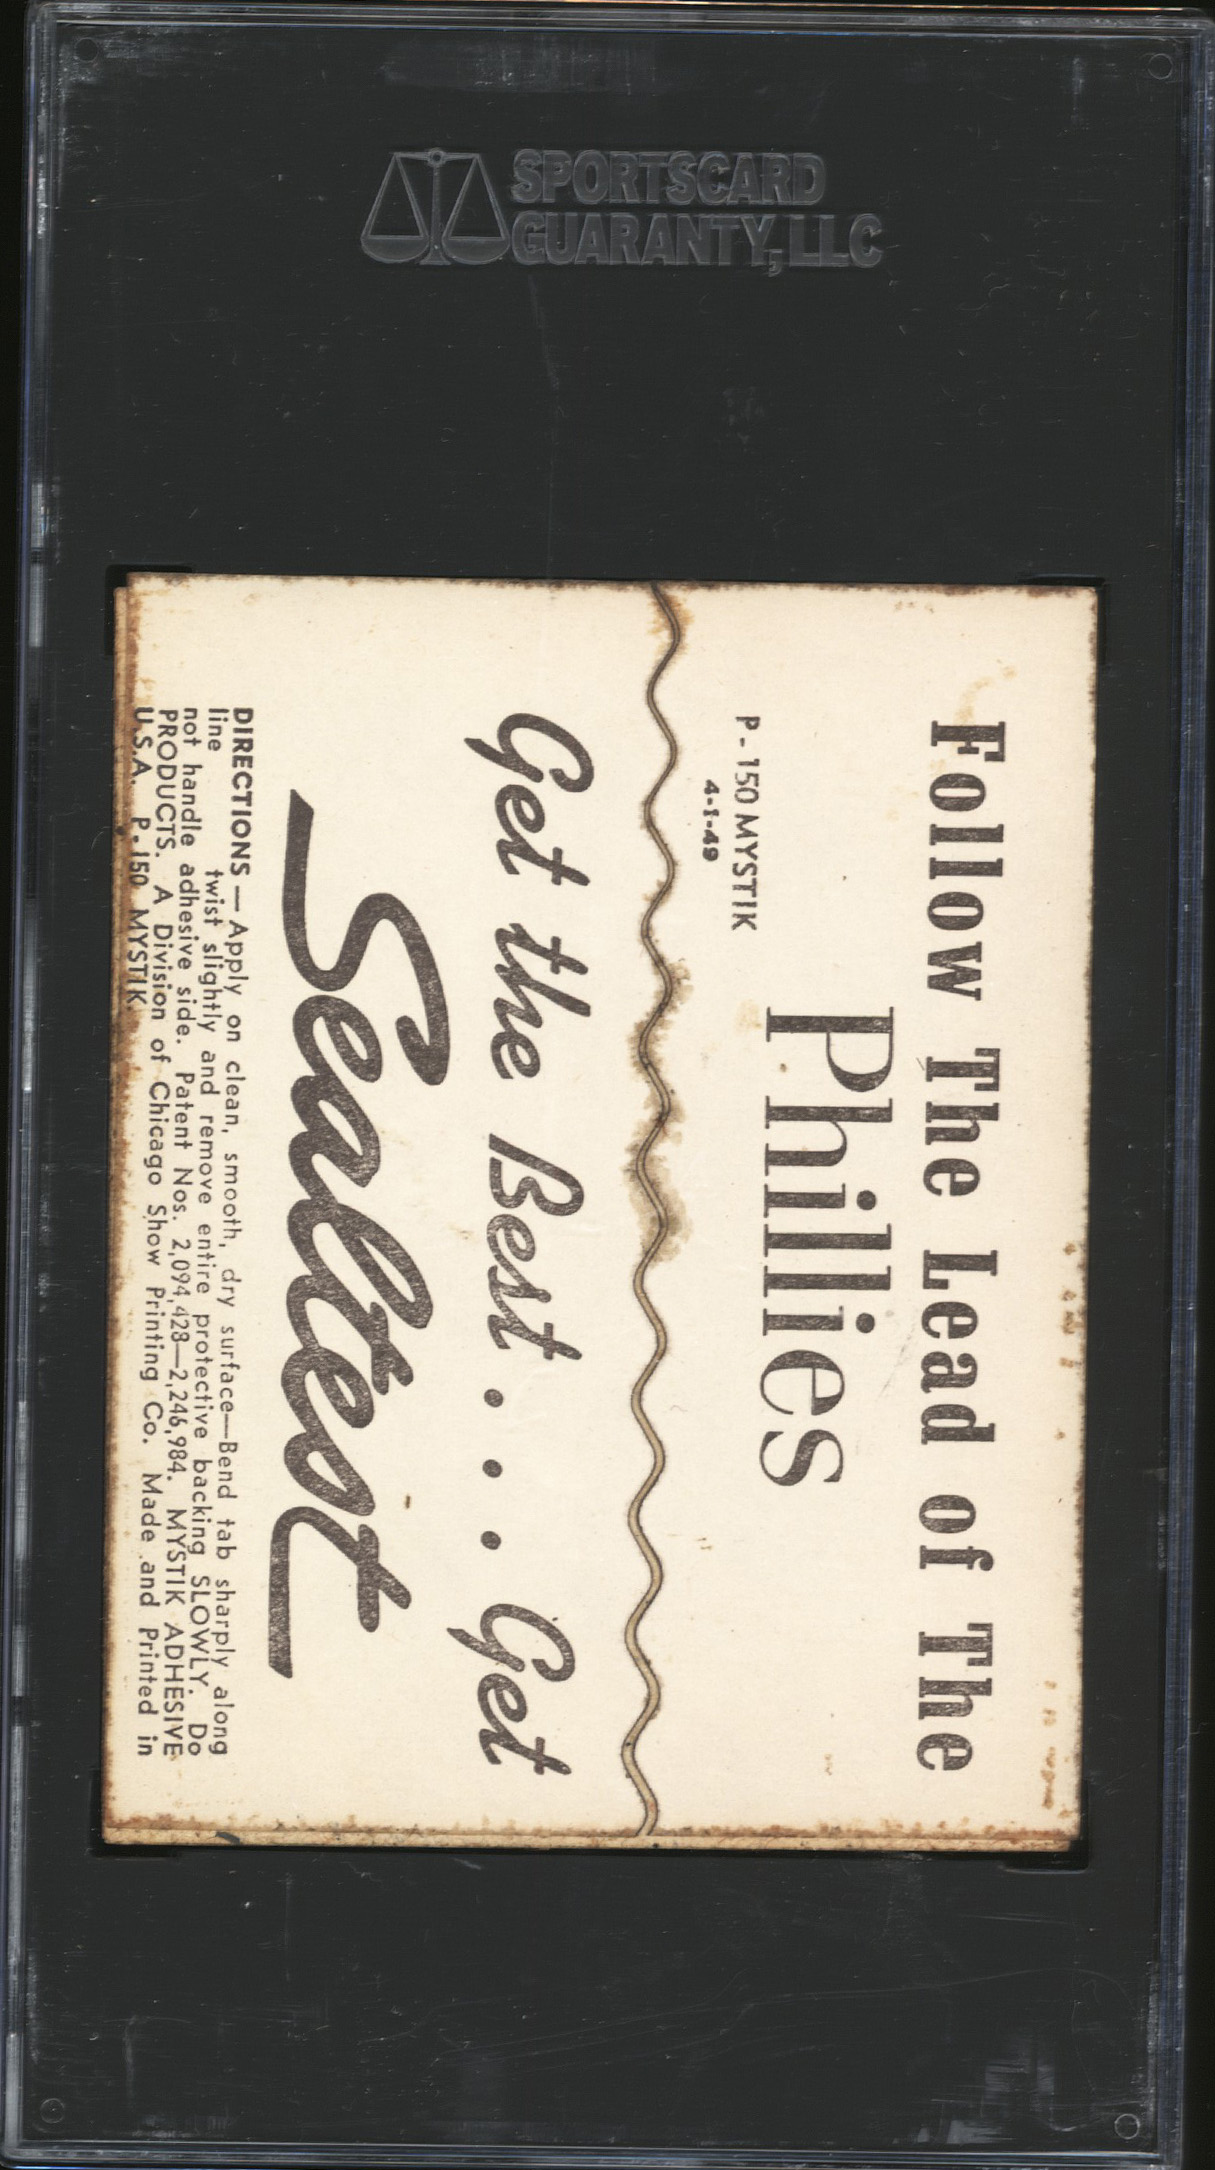 SPORTSCARD
GUARANTY, LLC
Follow The Lead of The
Phillies
P - 150 MYSTIK
4-1-49
Get the Best . . . Get
Sealtest
DIRECTIONS — Apply on clean, smooth, dry surface—Bend tab sharply along
line twist slightly and remove entire protective backing SLOWLY. Do
not handle adhesive side. Patent Nos. 2,094,428—2,246,984. MYSTIK ADHESIVE
PRODUCTS. A Division of Chicago Show Printing Co. Made and Printed in
U.S.A. P-150 MYSTIK.